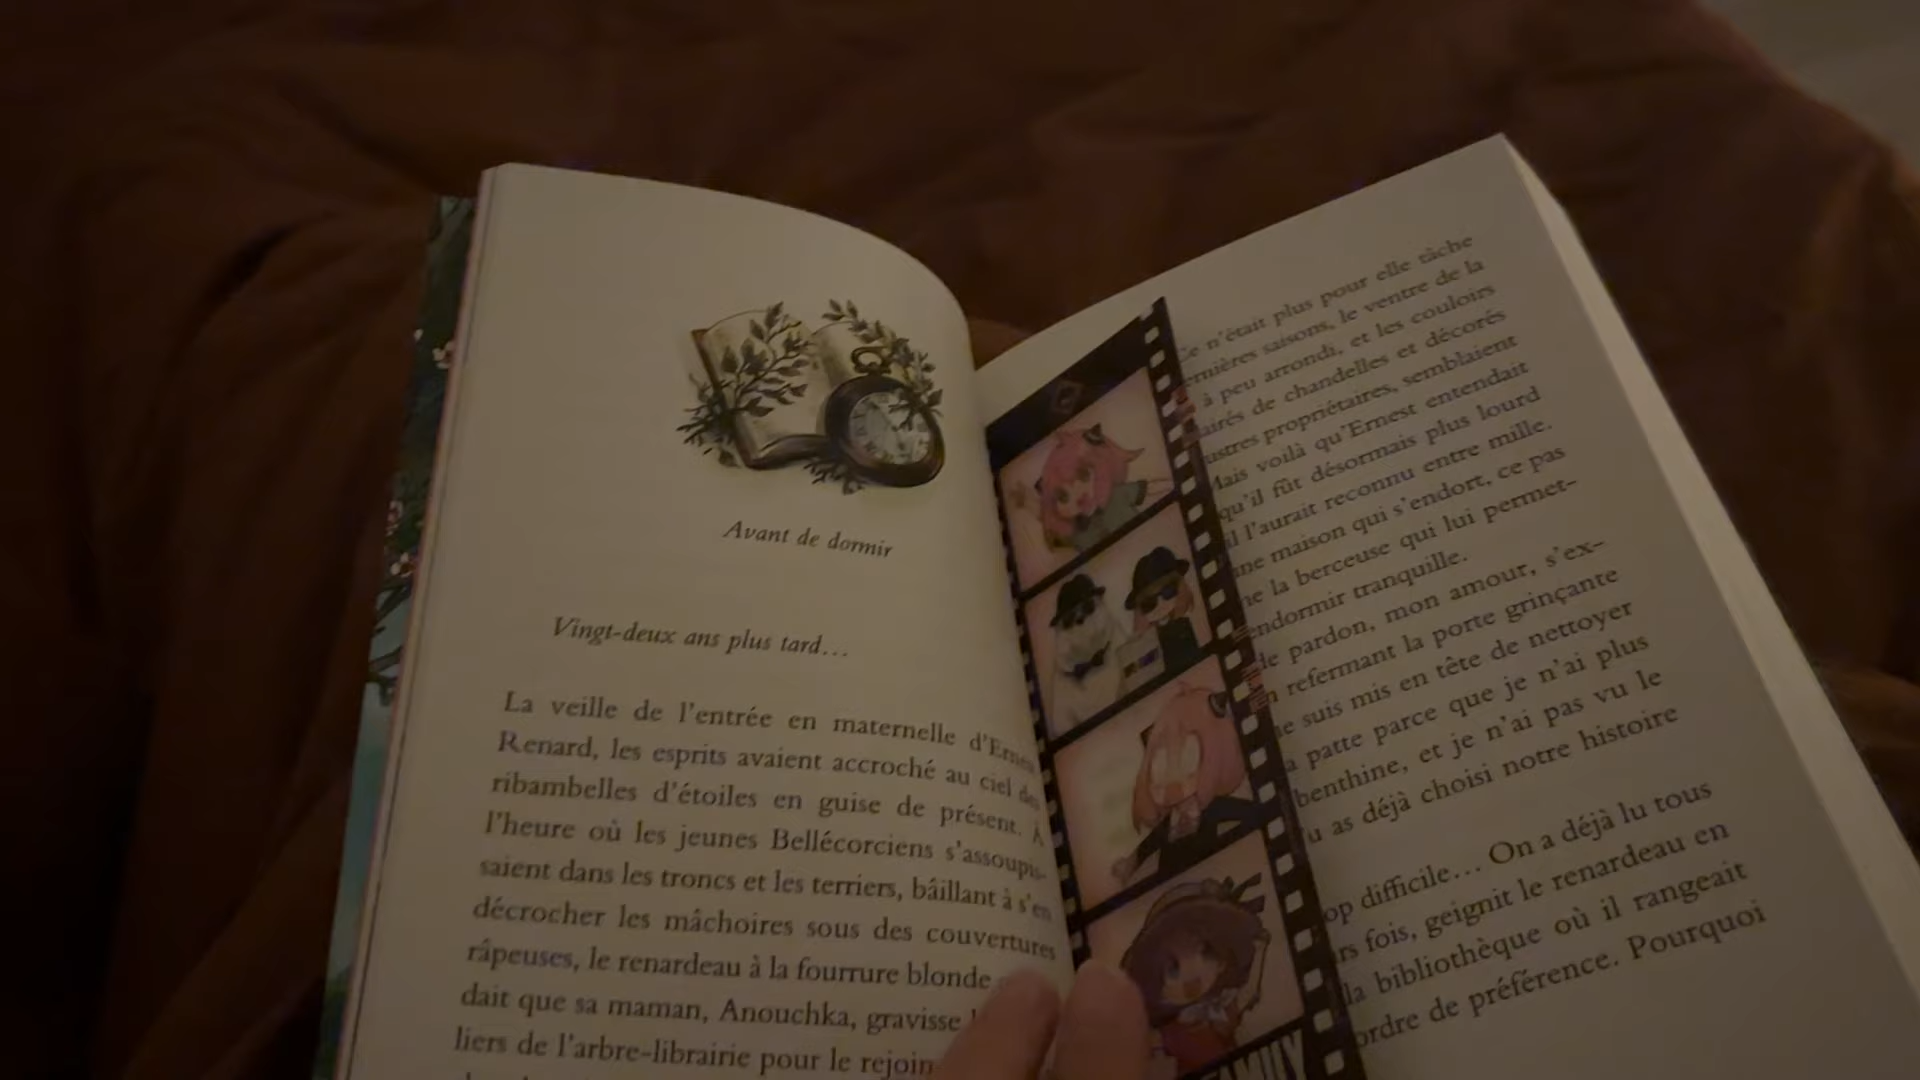 Avant de dormir
Vingt-deux ans plus tard…
La veille de l'entrée en maternelle
Renard, les esprits avaient accroché au ciel des
ribambelles d'étoiles en guise de présent. À
l'heure où les jeunes Bellécorciens s'assoupis-
saient dans les troncs et les terriers, bâillant à s'en
décrocher les mâchoires sous des couvertures
râpeuses, le renardeau à la fourrure blonde
dait que sa maman, Anouchka, gravisse
liers de l'arbre-librairie pour le rejoin
n'était plus pour elle tâche
saisons, le ventre de la
à peu arrondi, et les couloirs
de chandelles et décorés
propriétaires, semblaient
Mais voilà qu'Ernest entendait
qu'il fût désormais plus lourd
il l'aurait reconnu entre mille.
maison qui s'endort, ce pas
la berceuse qui lui permet-
endormir tranquille.
de pardon, mon amour, s'ex-
refermant la porte grinçante
suis mis en tête de nettoyer
patte parce que je n'ai plus
benthine, et je n'ai pas vu le
as déjà choisi notre histoire
op difficile… On a déjà lu tous
fois, geignit le renardeau en
la bibliothèque où il rangeait
ordre de préférence. Pourquoi
FAMILY